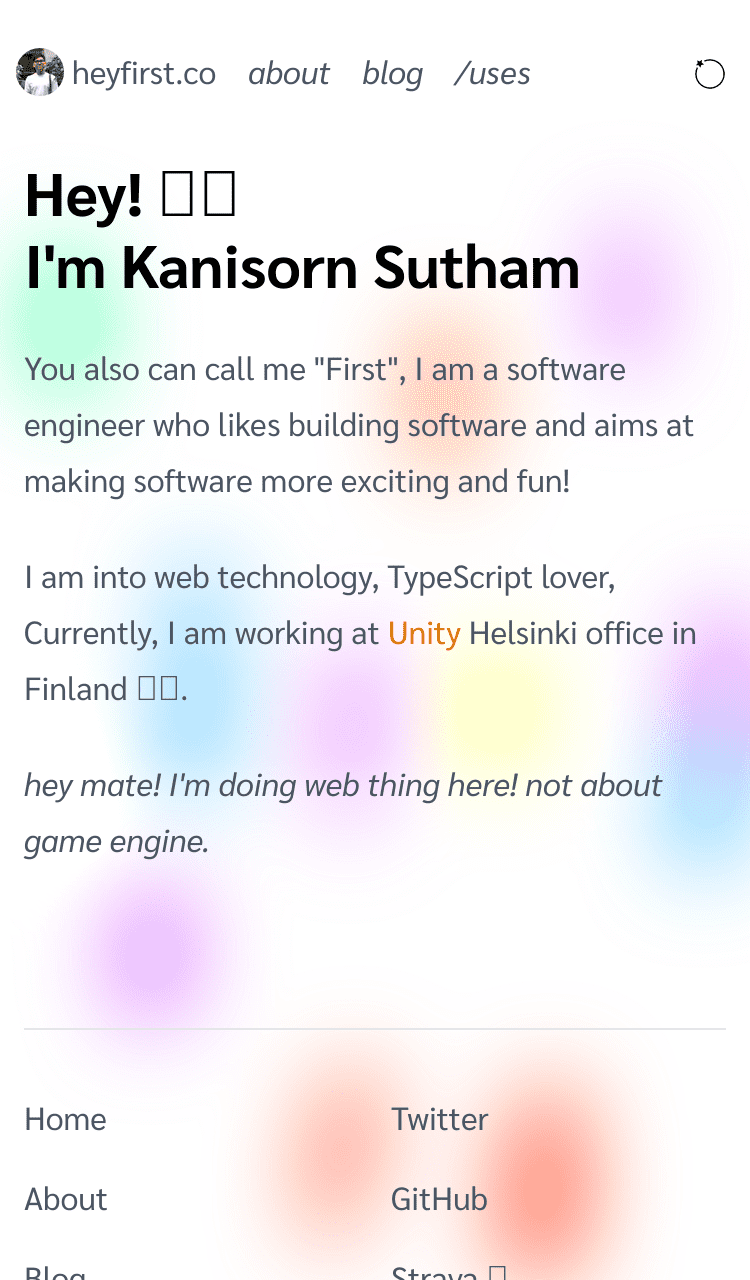 heyfirst.co about blog /uses
Hey! 
I'm Kanisorn Sutham
You also can call me "First", I am a software
engineer who likes building software and aims at
making software more exciting and fun!
I am into web technology, TypeScript lover,
Currently, I am working at Unity Helsinki office in
Finland .
hey mate! I'm doing web thing here! not about
game engine.
Home
Twitter
About
GitHub
Blog
Strava